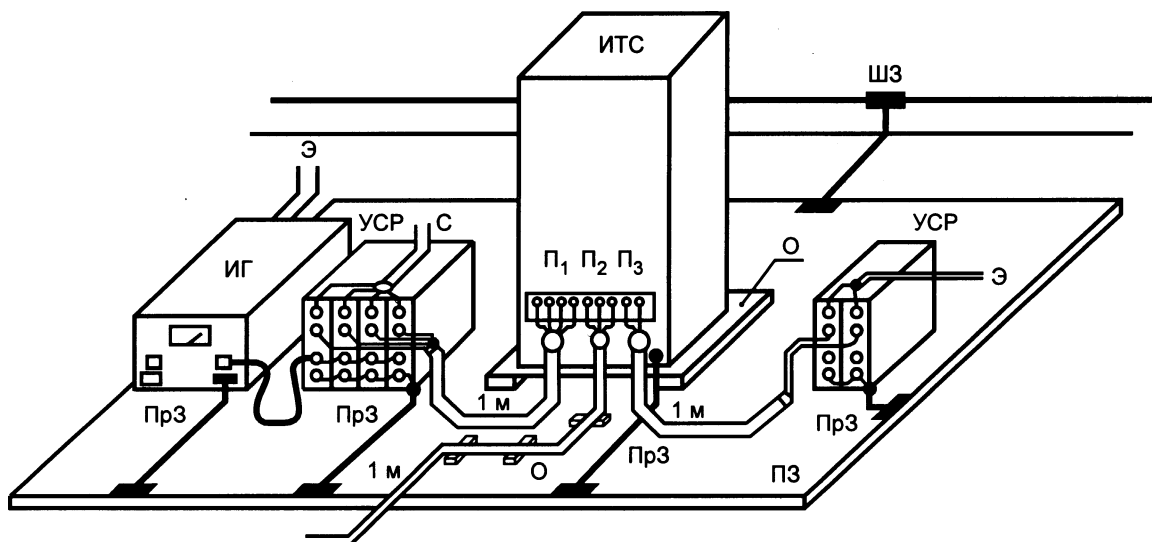 ИТС
ШЗ
Э
УСР
С
УСР
ИГ
П₁ П₂ П₃
О
Э
1 м
1 м
ПрЗ
ПрЗ
ПрЗ
ПрЗ
1 м
О
ПЗ